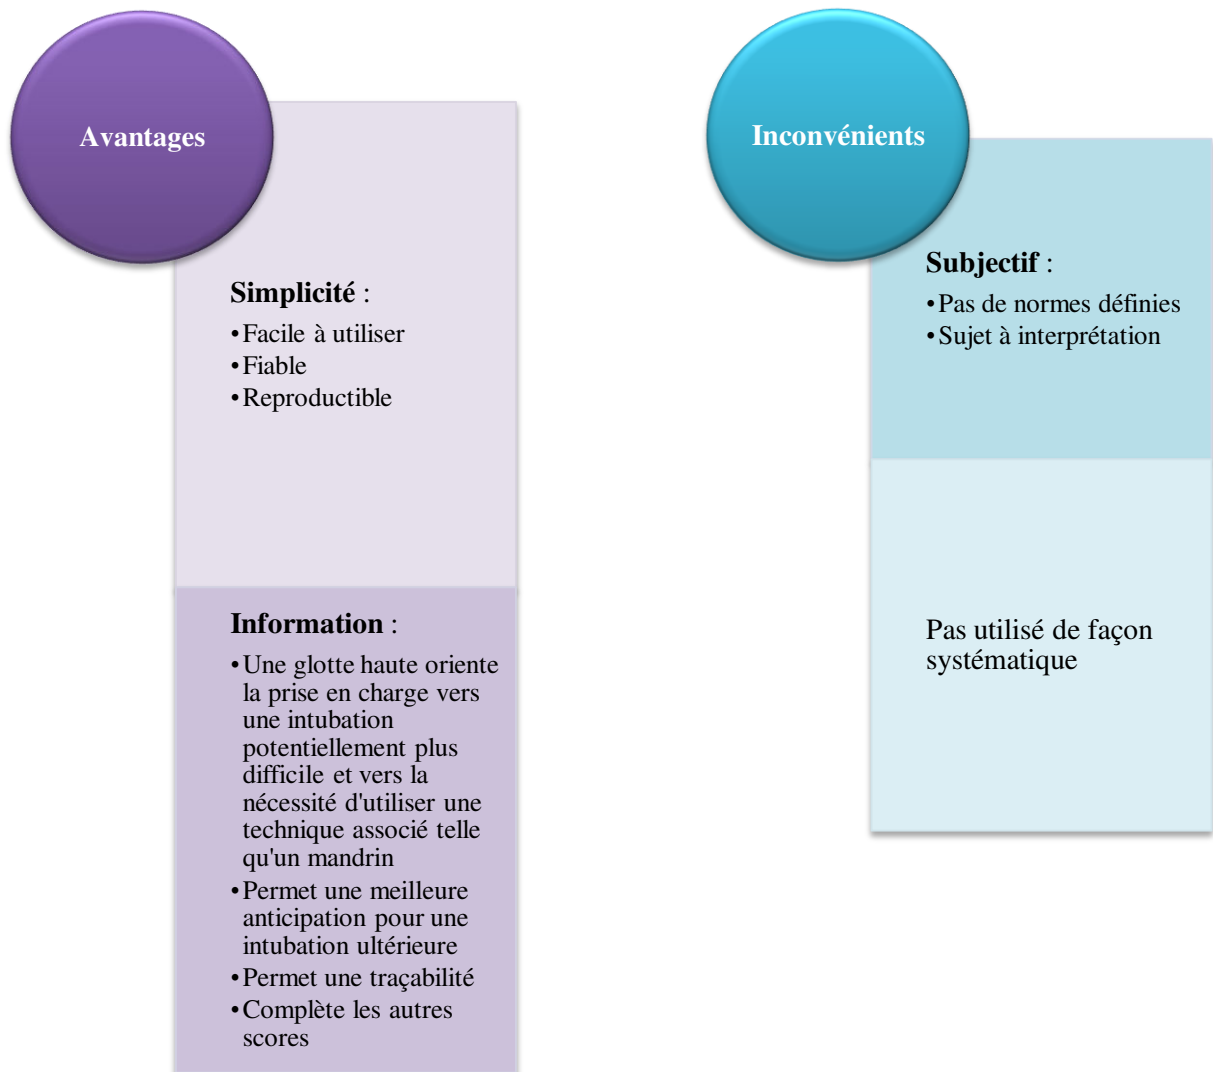 Avantages
Simplicité :
•Facile à utiliser
•Fiable
•Reproductible
Information :
•Une glotte haute oriente
la prise en charge vers
une intubation
potentiellement plus
difficile et vers la
nécessité d'utiliser une
technique associé telle
qu'un mandrin
•Permet une meilleure
anticipation pour une
intubation ultérieure
•Permet une traçabilité
•Complète les autres
scores
Inconvénients
Subjectif :
•Pas de normes définies
•Sujet à interprétation
Pas utilisé de façon
systématique